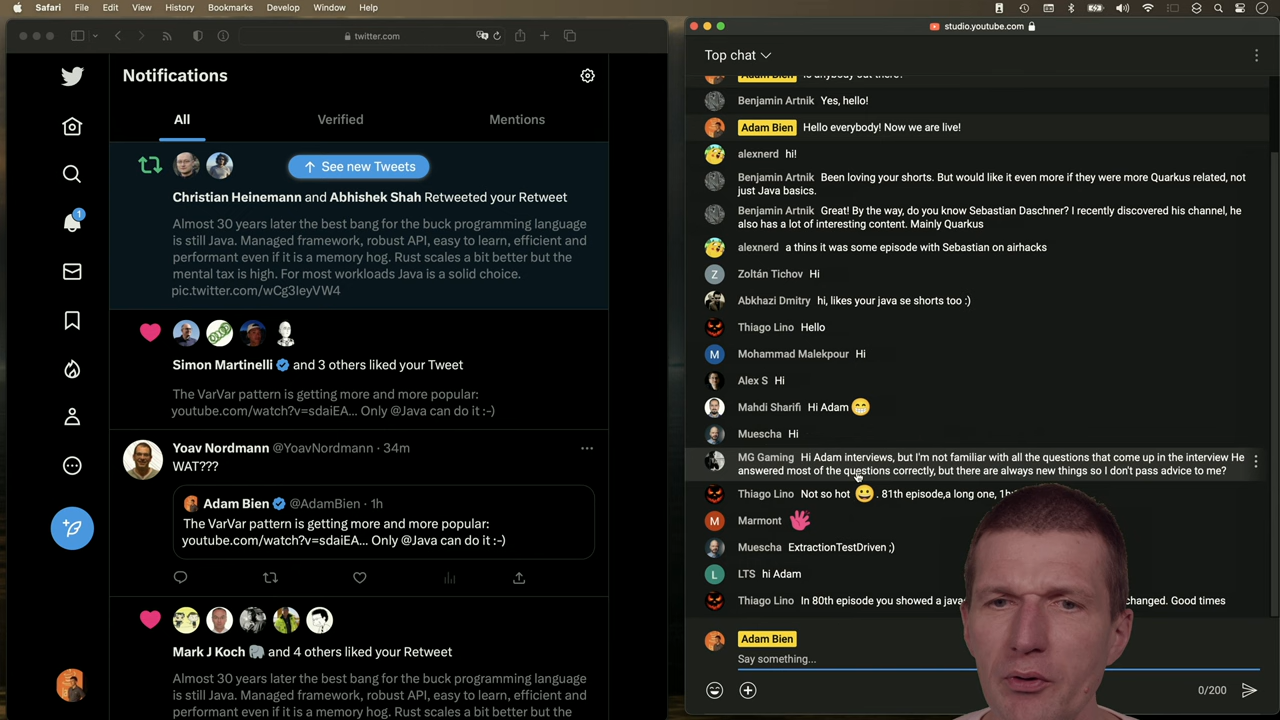 Safari File Edit View History Bookmarks Develop Window Help
twitter.com
Notifications
All Verified Mentions
See new Tweets
Christian Heinemann and Abhishek Shah Retweeted your Retweet
Almost 30 years later the best bang for the buck programming language
is still Java. Managed framework, robust API, easy to learn, efficient and
performant even if it is a memory hog. Rust scales a bit better but the
mental tax is high. For most workloads Java is a solid choice.
pic.twitter.com/wCg3IeyVW4
Simon Martinelli and 3 others liked your Tweet
The VarVar pattern is getting more and more popular:
youtube.com/watch?v=sdaiEA... Only @Java can do it :-)
1
Yoav Nordmann @YoavNordmann · 34m
WAT???
Adam Bien @AdamBien · 1h
The VarVar pattern is getting more and more popular:
youtube.com/watch?v=sdaiEA... Only @Java can do it :-)
Mark J Koch and 4 others liked your Retweet
Almost 30 years later the best bang for the buck programming language
is still Java. Managed framework, robust API, easy to learn, efficient and
performant even if it is a memory hog. Rust scales a bit better but the
studio.youtube.com
Top chat
Adam Bien Is anybody out there?
Benjamin Artnik Yes, hello!
Adam Bien Hello everybody! Now we are live!
alexnerd hi!
Benjamin Artnik Been loving your shorts. But would like it even more if they were more Quarkus related, not
just Java basics.
Benjamin Artnik Great! By the way, do you know Sebastian Daschner? I recently discovered his channel, he
also has a lot of interesting content. Mainly Quarkus
alexnerd a thins it was some episode with Sebastian on airhacks
Z Zoltán Tichov Hi
Abkhazi Dmitry hi, likes your java se shorts too :)
Thiago Lino Hello
M Mohammad Malekpour Hi
Alex S Hi
Mahdi Sharifi Hi Adam 😁
Muescha Hi
MG Gaming Hi Adam interviews, but I'm not familiar with all the questions that come up in the interview He
answered most of the questions correctly, but there are always new things so I don't pass advice to me?
Thiago Lino Not so hot 😀 . 81th episode,a long one,
M Marmont
Muescha ExtractionTestDriven ;)
L LTS hi Adam
Thiago Lino In 80th episode you showed a changed. Good times
Adam Bien
Say something...
0/200